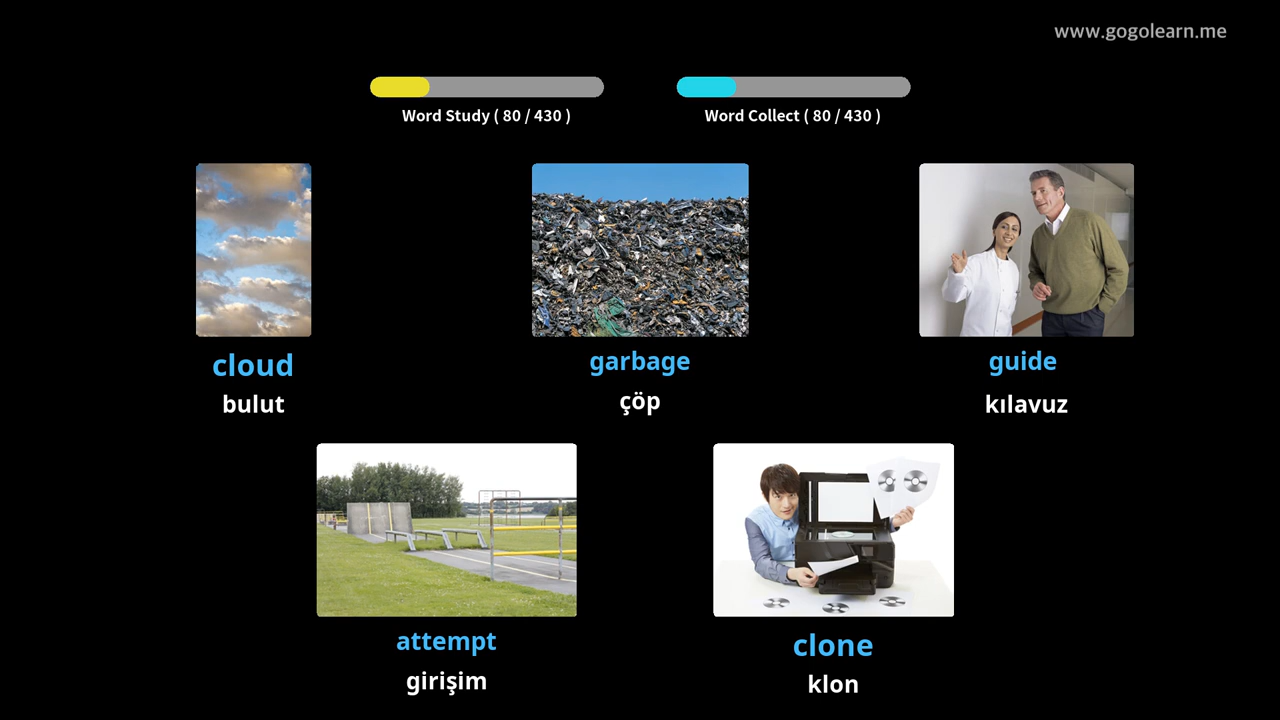 www.gogolearn.me
Word Study ( 80 / 430 )
Word Collect ( 80 / 430 )
cloud
bulut
garbage
çöp
guide
kılavuz
attempt
girişim
clone
klon